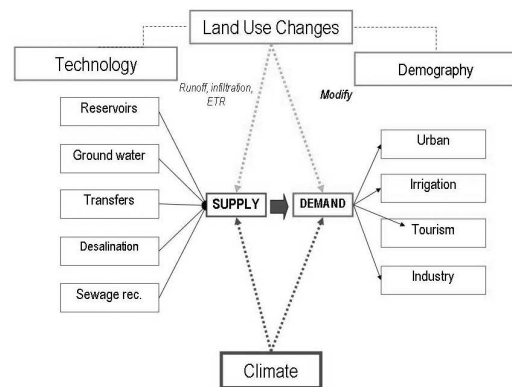 Land Use Changes
Technology
Demography
Runoff, infiltration,
ETR
Modify
Reservoirs
Ground water
Transfers
Desalination
Sewage rec.
SUPPLY
DEMAND
Urban
Irrigation
Tourism
Industry
Climate